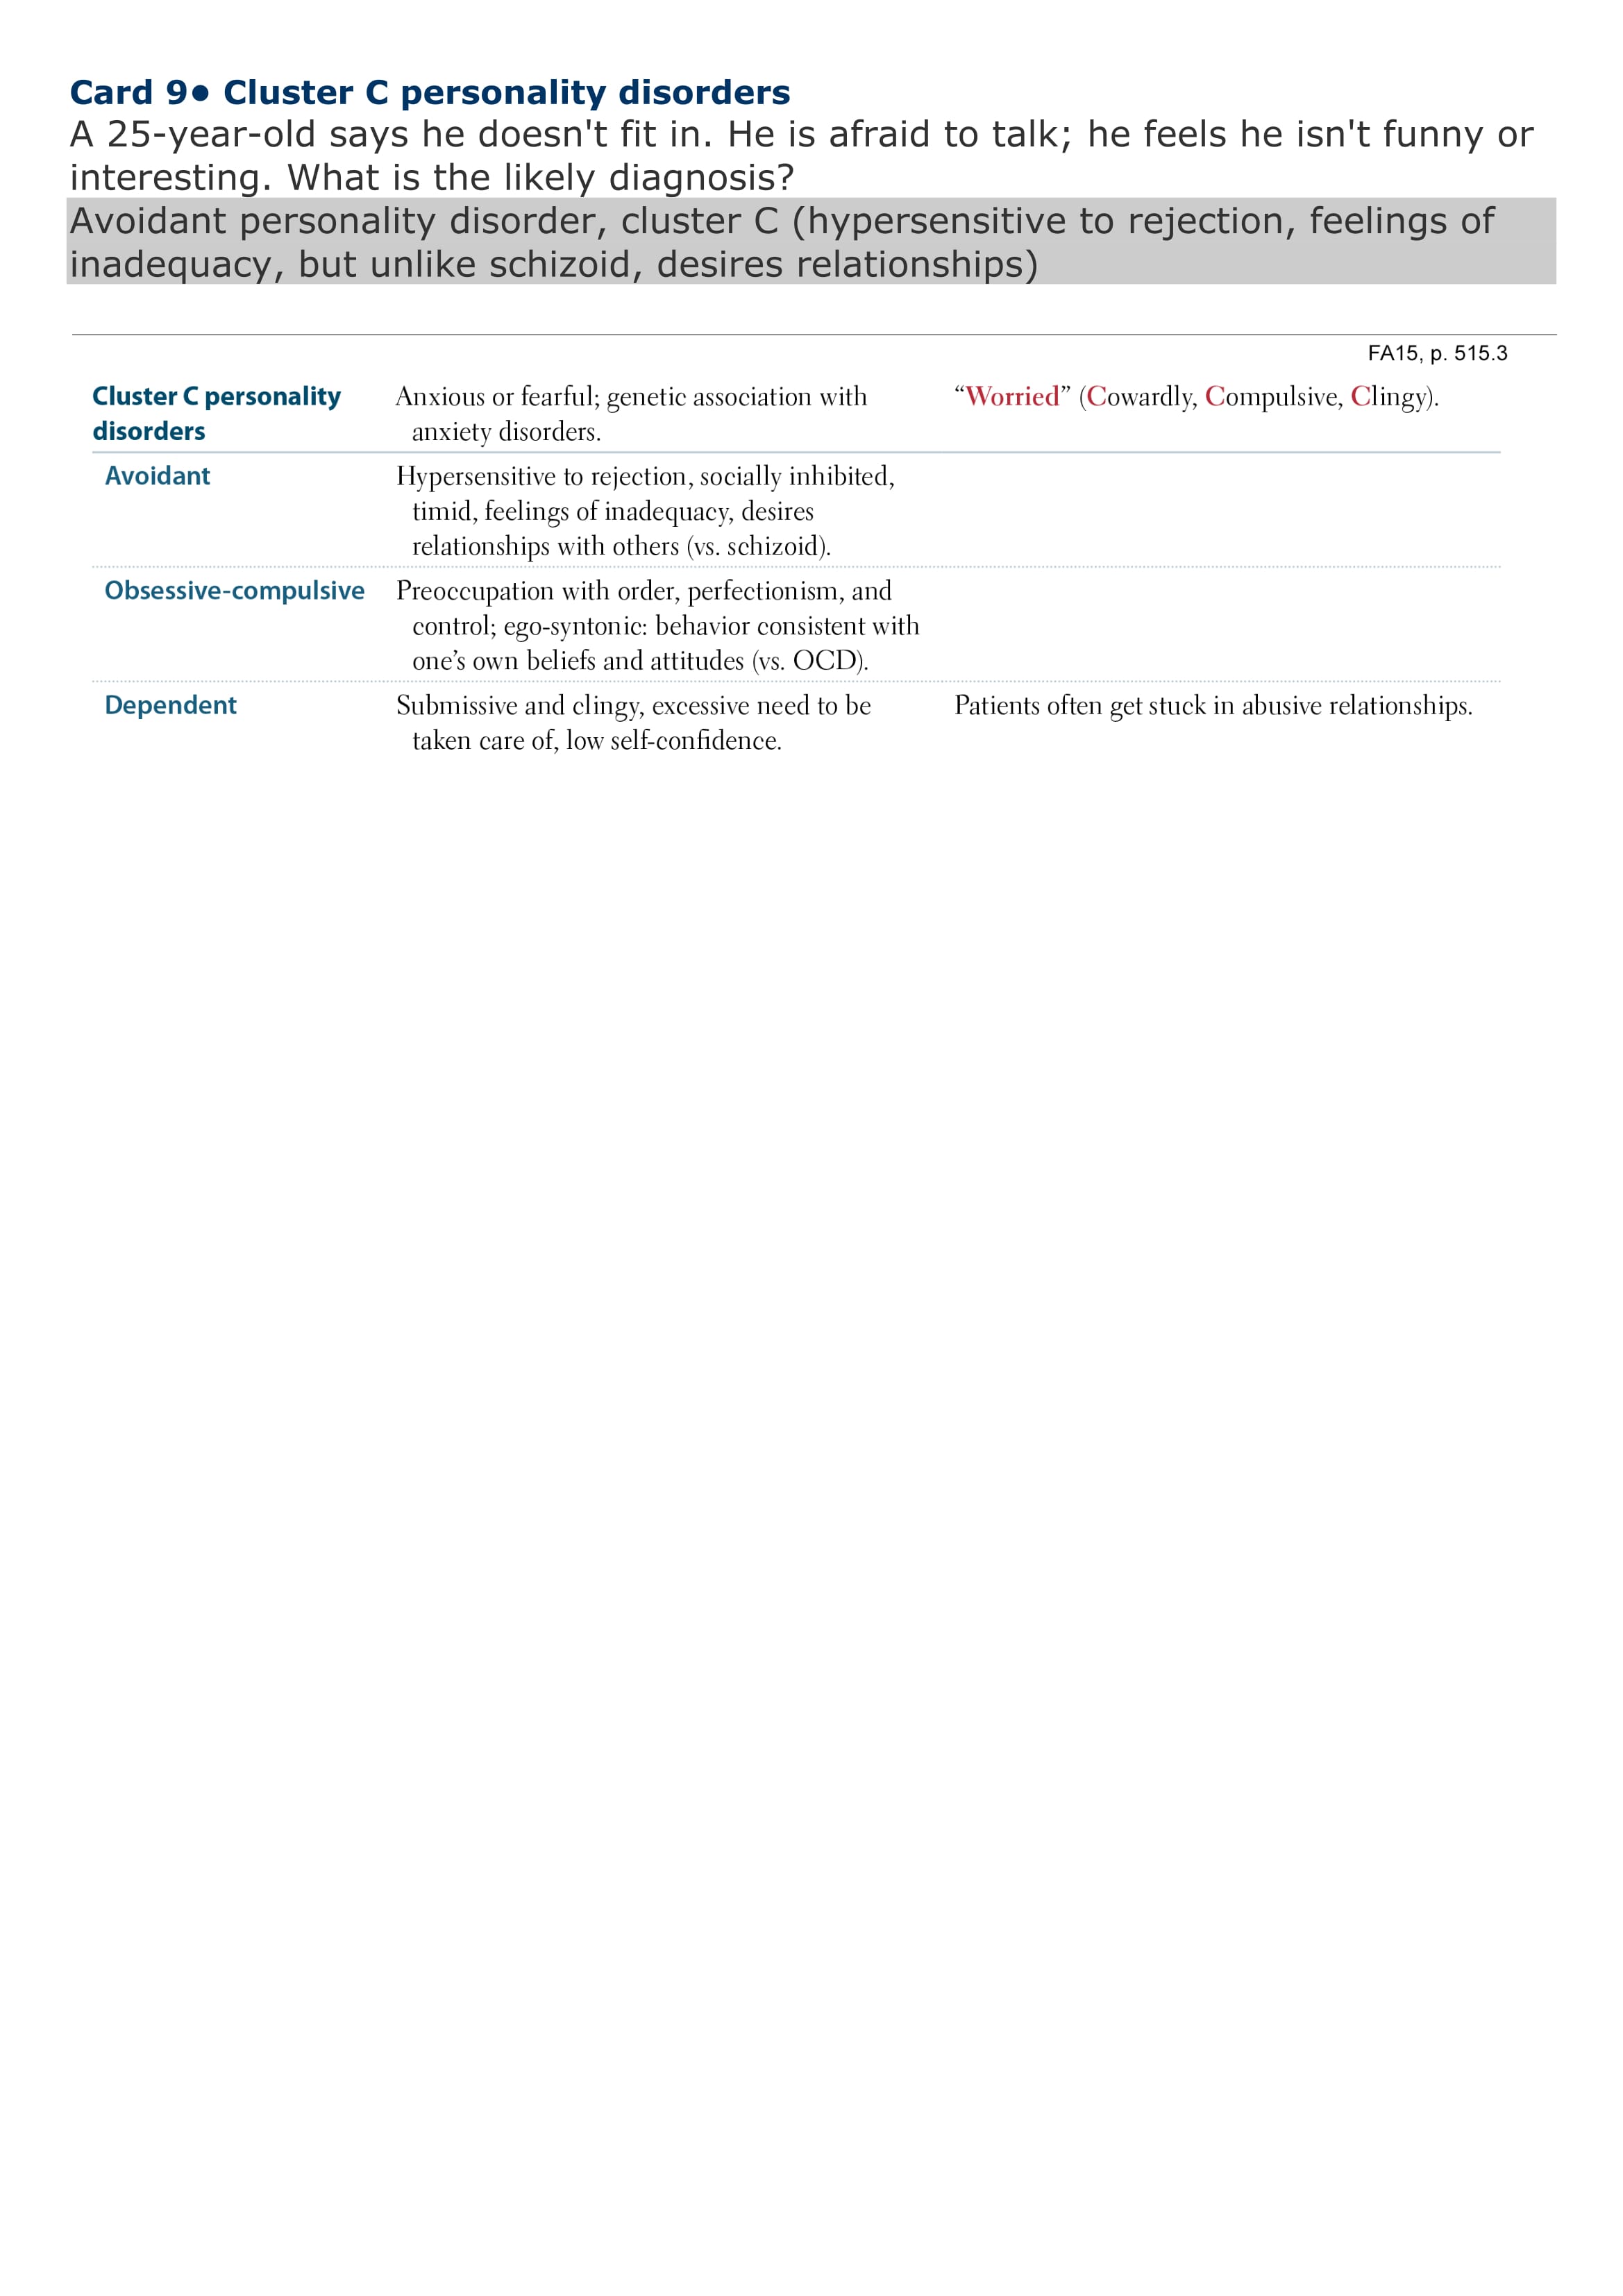 Card 9• Cluster C personality disorders
A 25-year-old says he doesn't fit in. He is afraid to talk; he feels he isn't funny or
interesting. What is the likely diagnosis?
Avoidant personality disorder, cluster C (hypersensitive to rejection, feelings of
inadequacy, but unlike schizoid, desires relationships)
FA15, p. 515.3
Cluster C personality
disorders
Anxious or fearful; genetic association with
anxiety disorders.
“Worried” (Cowardly, Compulsive, Clingy).
Avoidant
Hypersensitive to rejection, socially inhibited,
timid, feelings of inadequacy, desires
relationships with others (vs. schizoid).
Obsessive-compulsive
Preoccupation with order, perfectionism, and
control; ego-syntonic: behavior consistent with
one’s own beliefs and attitudes (vs. OCD).
Dependent
Submissive and clingy, excessive need to be
taken care of, low self-confidence.
Patients often get stuck in abusive relationships.